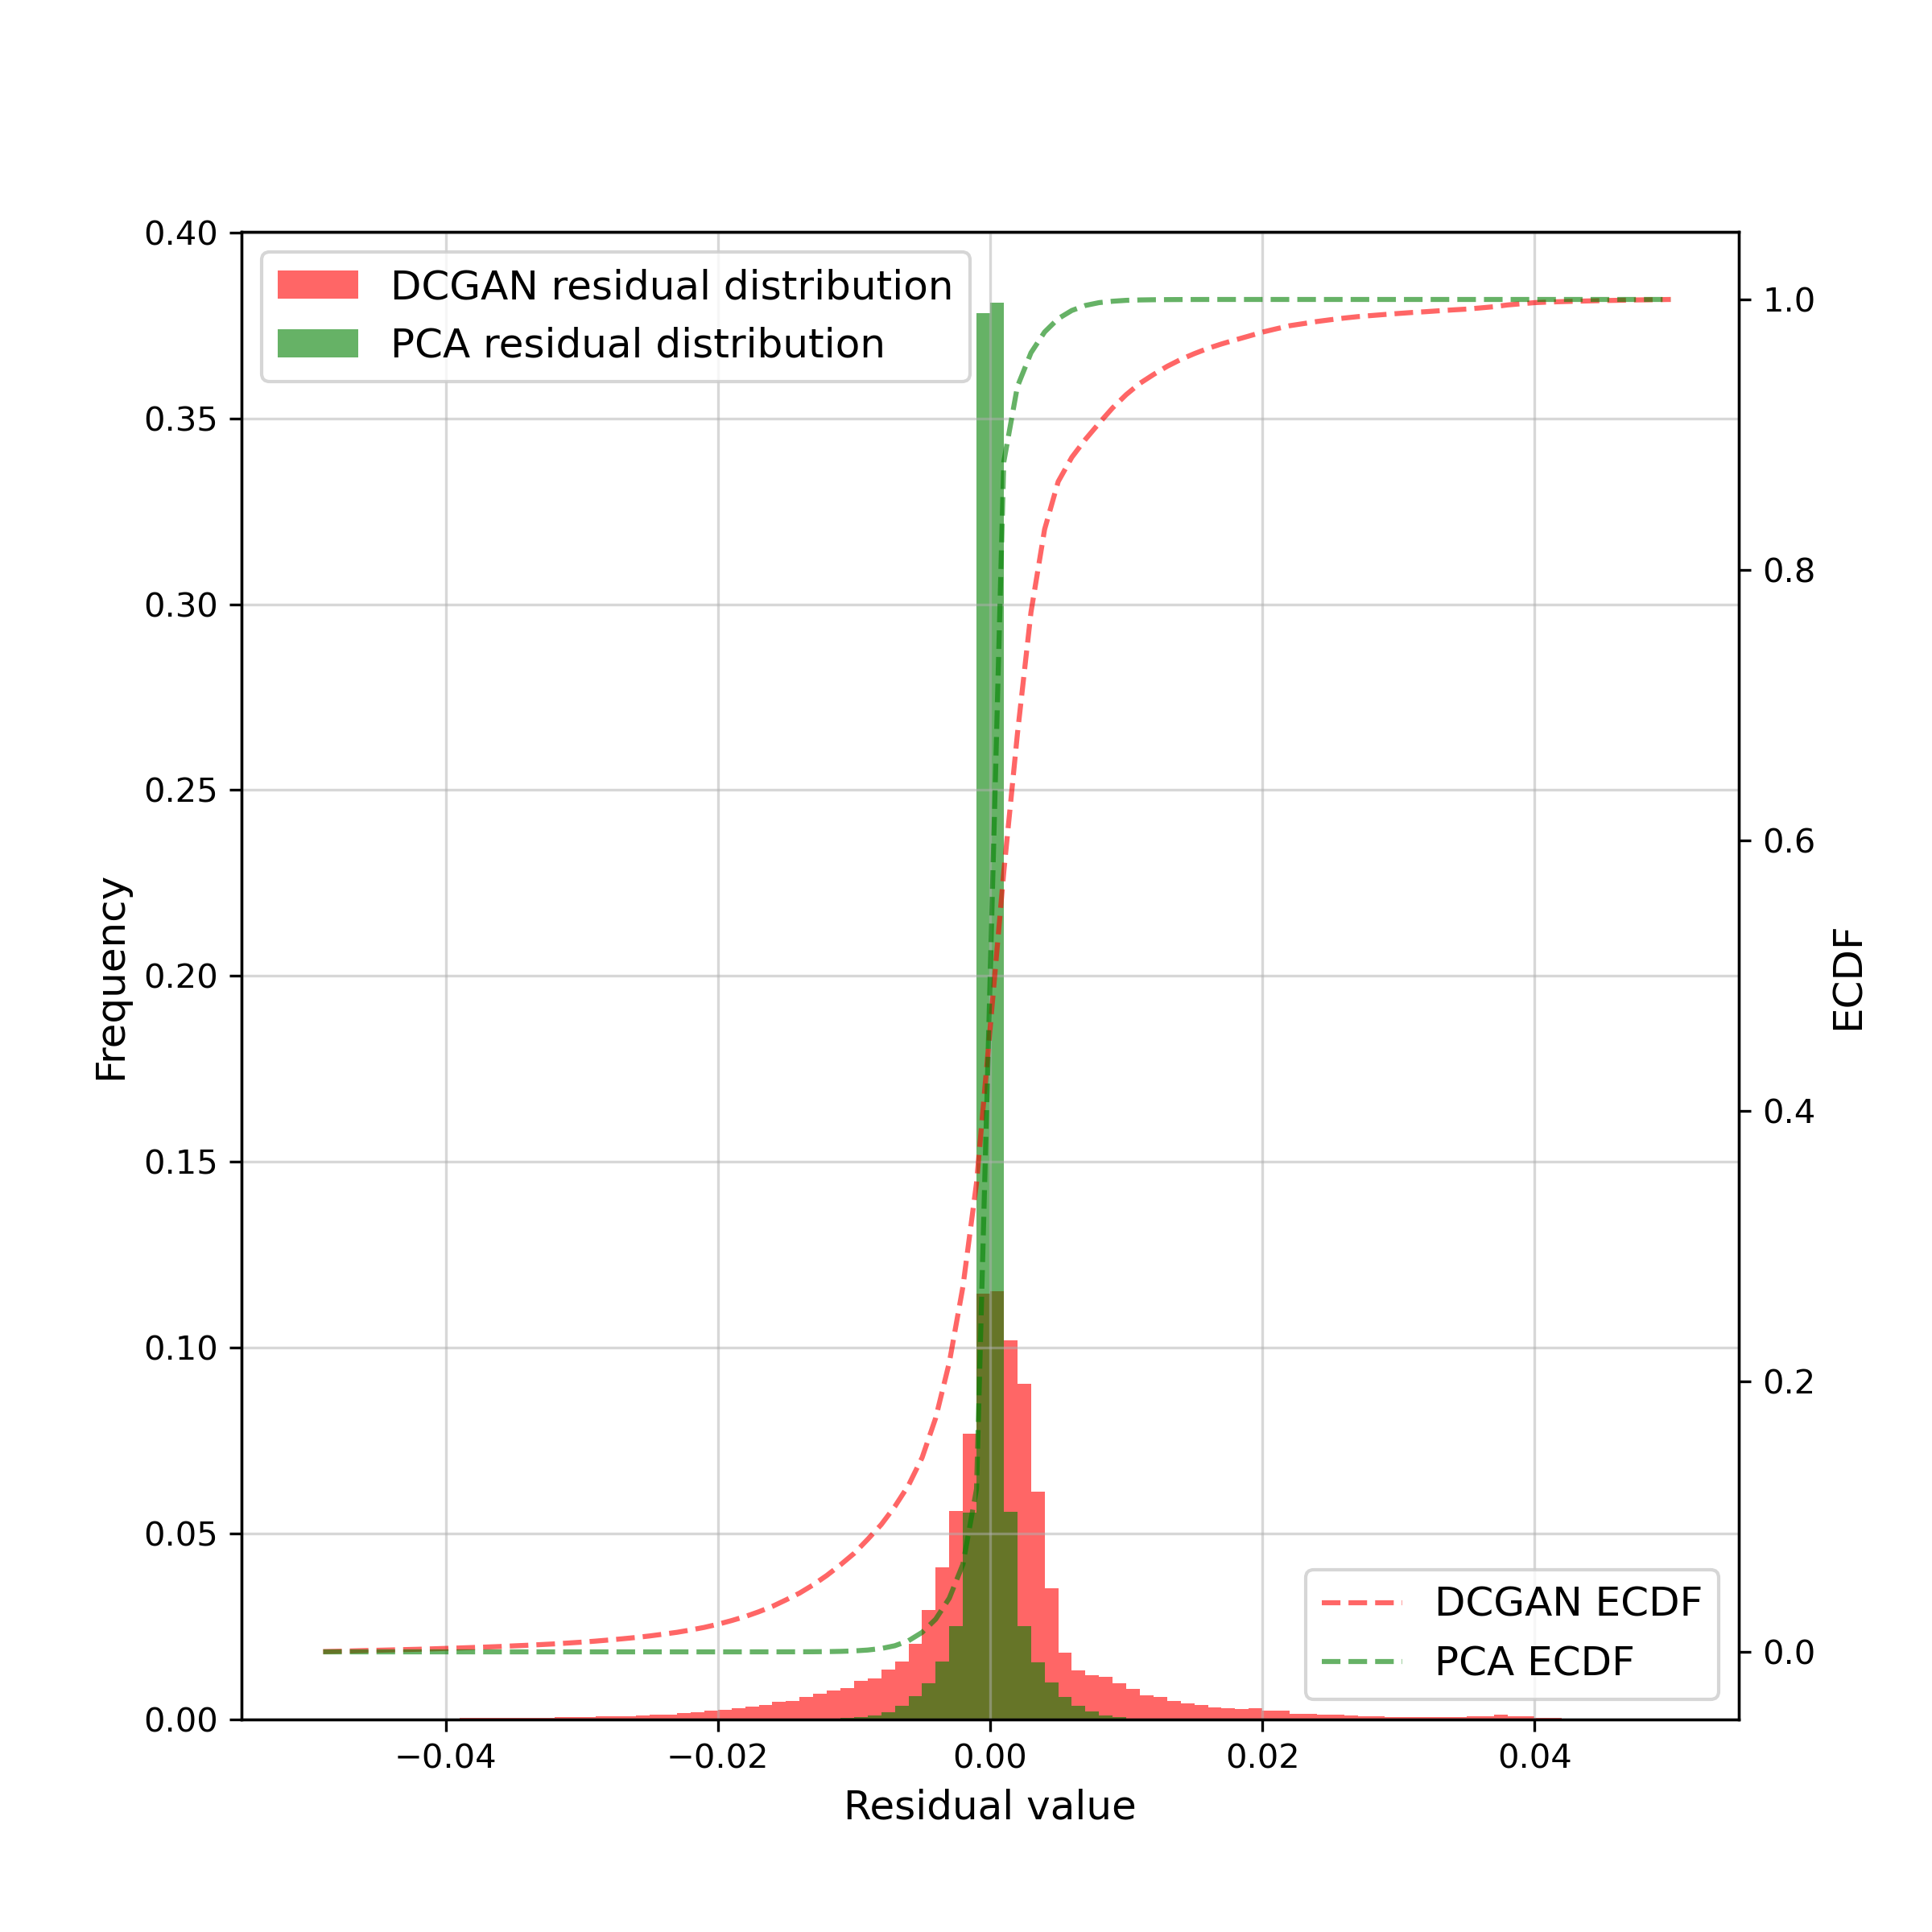 DCGAN residual distribution
PCA residual distribution
0.40
0.35
0.30
0.25
0.20
0.15
0.10
0.05
0.00
Frequency
1.0
0.8
0.6
0.4
0.2
0.0
ECDF
DCGAN ECDF
PCA ECDF
−0.04
−0.02
0.00
0.02
0.04
Residual value